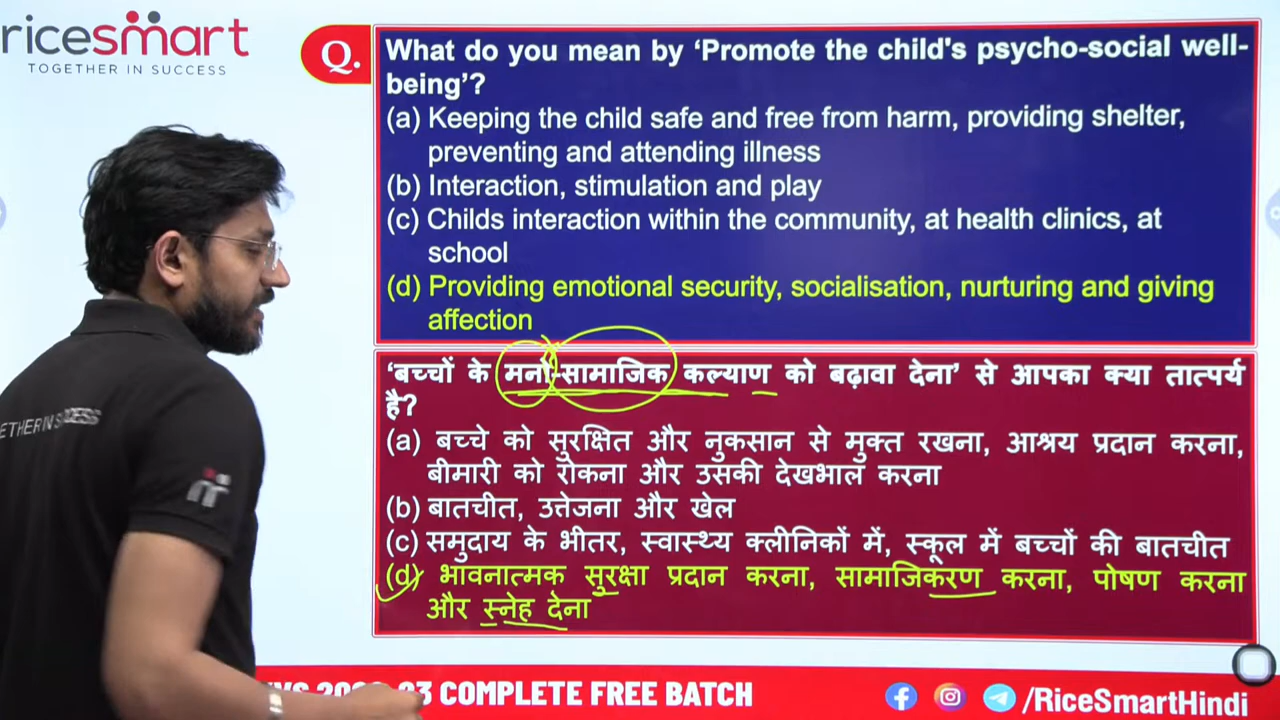 ricesmart
TOGETHER IN SUCCESS
Q.
What do you mean by ‘Promote the child's psycho-social well-
being’?
(a) Keeping the child safe and free from harm, providing shelter,
preventing and attending illness
(b) Interaction, stimulation and play
(c) Childs interaction within the community, at health clinics, at
school
(d) Providing emotional security, socialisation, nurturing and giving
affection
‘बच्चों के मनो-सामाजिक कल्याण को बढ़ावा देना’ से आपका क्या तात्पर्य
है?
(a) बच्चे को सुरक्षित और नुकसान से मुक्त रखना, आश्रय प्रदान करना,
बीमारी को रोकना और उसकी देखभाल करना
(b) बातचीत, उत्तेजना और खेल
(c) समुदाय के भीतर, स्वास्थ्य क्लीनिकों में, स्कूल में बच्चों की बातचीत
(d) भावनात्मक सुरक्षा प्रदान करना, सामाजिकरण करना, पोषण करना
और स्नेह देना
COMPLETE FREE BATCH
/RiceSmartHindi